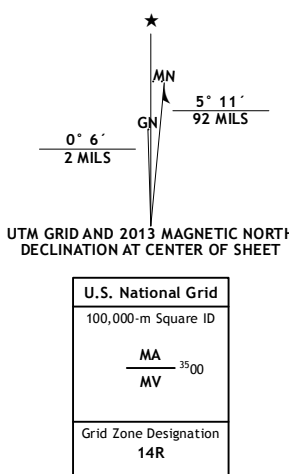 MN
GN
5° 11´
92 MILS
0° 6´
2 MILS
UTM GRID AND 2013 MAGNETIC NORTH
DECLINATION AT CENTER OF SHEET
U.S. National Grid
100,000-m Square ID
MA
MV
3500
Grid Zone Designation
14R